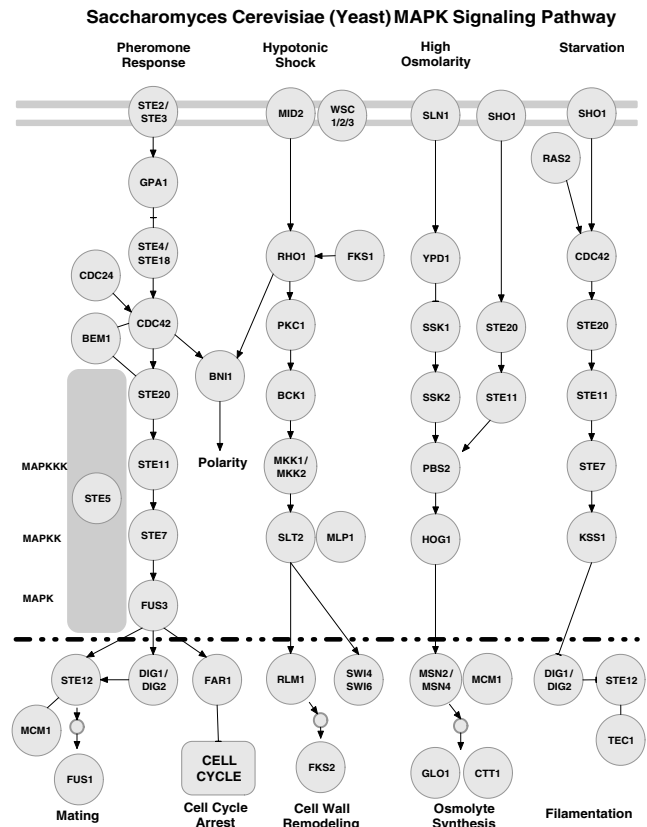 Saccharomyces Cerevisiae (Yeast) MAPK Signaling Pathway
Pheromone
Response
Hypotonic
Shock
High
Osmolarity
Starvation
STE2/
STE3
MID2
WSC
1/2/3
SLN1
SHO1
SHO1
RAS2
GPA1
STE4/
STE18
RHO1
FKS1
YPD1
CDC42
CDC24
CDC42
BEM1
PKC1
SSK1
STE20
STE20
BNI1
STE20
BCK1
SSK2
STE11
STE11
Polarity
MAPKKK
STE11
MKK1/
MKK2
PBS2
STE7
STE5
MAPKK
STE7
SLT2
MLP1
HOG1
KSS1
MAPK
FUS3
STE12
DIG1/
DIG2
FAR1
RLM1
SWI4
SWI6
MSN2/
MSN4
MCM1
DIG1/
DIG2
STE12
MCM1
TEC1
FUS1
CELL
CYCLE
FKS2
GLO1
CTT1
Mating
Cell Cycle
Arrest
Cell Wall
Remodeling
Osmolyte
Synthesis
Filamentation